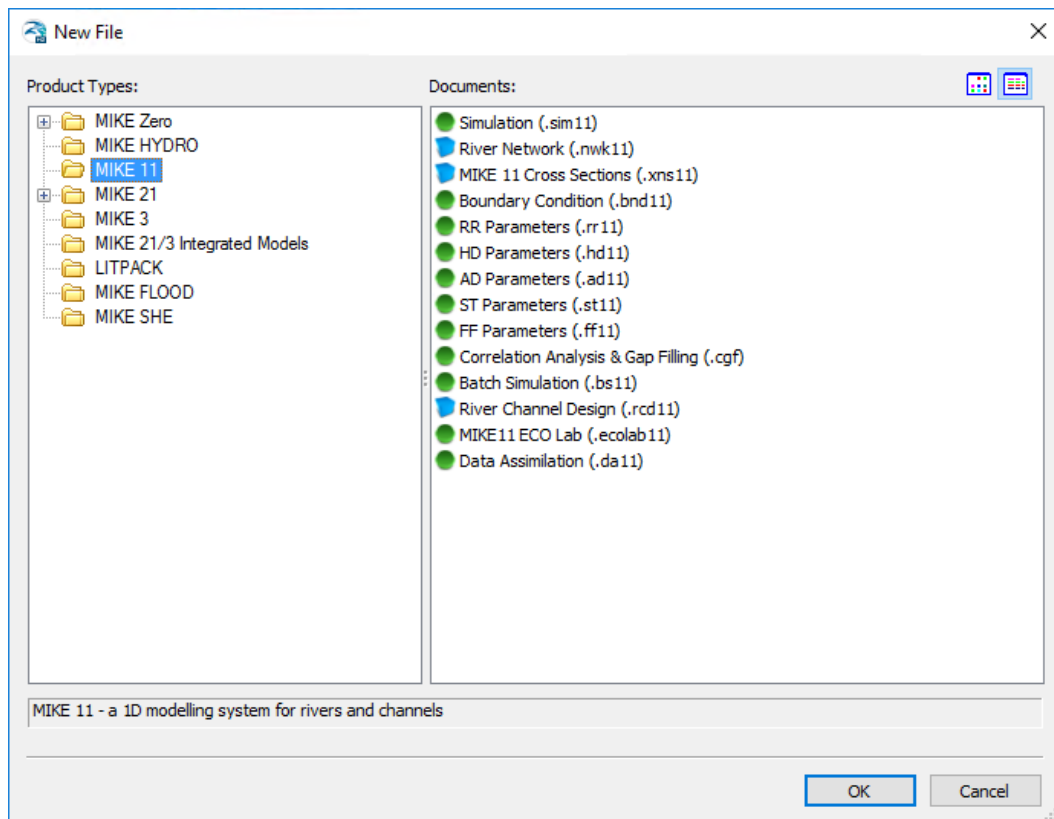 New File
Product Types:
MIKE Zero
MIKE HYDRO
MIKE 11
MIKE 21
MIKE 3
MIKE 21/3 Integrated Models
LITPACK
MIKE FLOOD
MIKE SHE
Documents:
Simulation (.sim11)
River Network (.nwk11)
MIKE 11 Cross Sections (.xns11)
Boundary Condition (.bnd11)
RR Parameters (.rr11)
HD Parameters (.hd11)
AD Parameters (.ad11)
ST Parameters (.st11)
FF Parameters (.ff11)
Correlation Analysis & Gap Filling (.cgf)
Batch Simulation (.bs11)
River Channel Design (.rcd11)
MIKE11 ECO Lab (.ecolab11)
Data Assimilation (.da11)
MIKE 11 - a 1D modelling system for rivers and channels
OK
Cancel